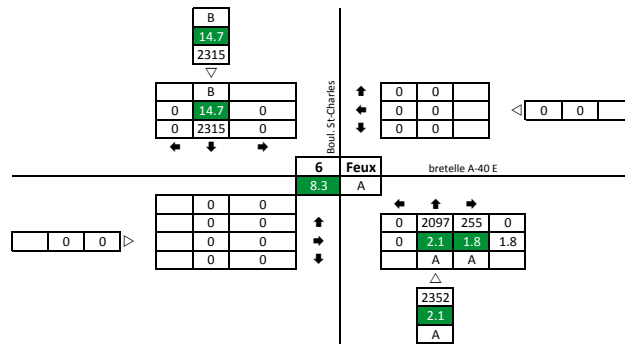 B
14.7
2315
B
0 14.7 0
0 2315 0
Boul. St-Charles
0 0
0 0
0 0
0 0
6 Feux
8.3 A
bretelle A-40 E
0 0
0 0
0 0
0 0
0 0
0 2097 255 0
0 2.1 1.8 1.8
A A
2352
2.1
A